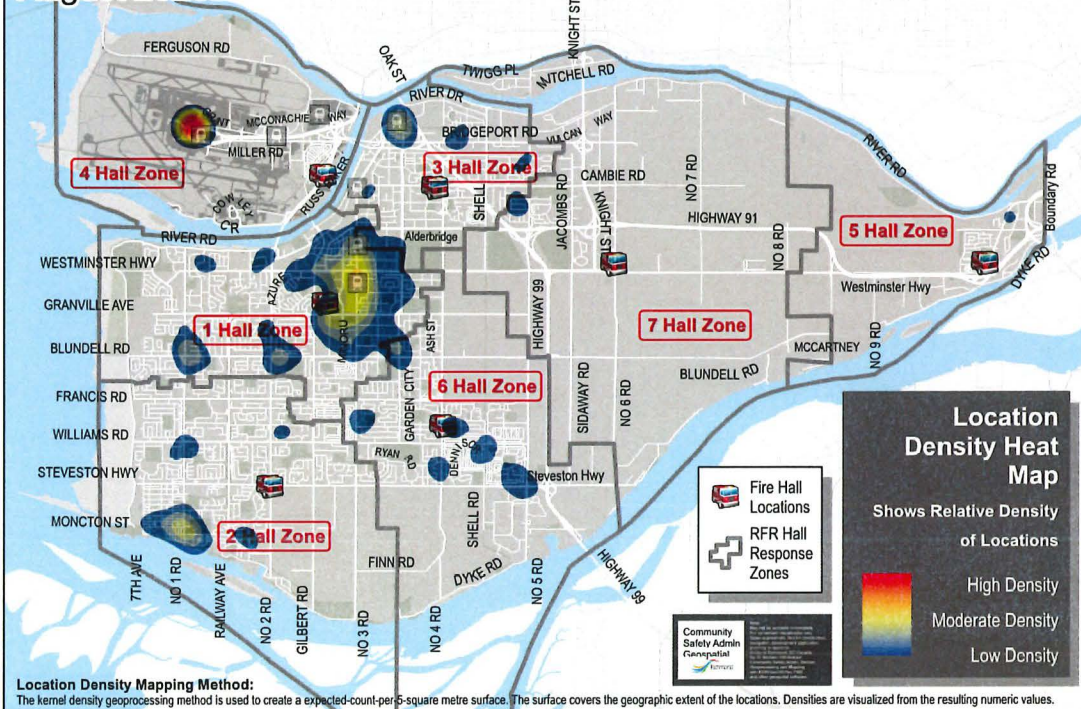 FERGUSON RD
OAK ST
KNIGHT ST
TWIGG PL
MITCHELL RD
RIVER DR
MCCONACHIE WAY
BRIDGEPORT RD
VULCAN WAY
MILLER RD
4 Hall Zone
3 Hall Zone
CAMBIE RD
NO 7 RD
RIVER RD
Boundary Rd
COWLEY CR
SHELL
JACOBS RD
KNIGHT ST
HIGHWAY 91
5 Hall Zone
RIVER RD
Alderbridge
NO 8 RD
WESTMINSTER HWY
AZURE
Westminster Hwy
DYKE RD
GRANVILLE AVE
HIGHWAY 99
1 Hall Zone
ASH ST
7 Hall Zone
BLUNDELL RD
MCCARTNEY
NO 9 RD
BLUNDELL RD
6 Hall Zone
FRANCIS RD
GARDEN CITY
SIDAWAY RD
NO 6 RD
WILLIAMS RD
RYAN RD
STEVESTON HWY
Steveston Hwy
MONCTON ST
SHELL RD
2 Hall Zone
FINN RD
DYKE RD
HIGHWAY 99
7TH AVE
NO 1 RD
RAILWAY AVE
NO 2 RD
GILBERT RD
NO 3 RD
NO 4 RD
NO 5 RD
Fire Hall
Locations
RFR Hall
Response
Zones
Location
Density Heat
Map
Shows Relative Density
of Locations
High Density
Moderate Density
Low Density
Community
Safety Admin
Geospatial
Location Density Mapping Method:
The kernel density geoprocessing method is used to create a expected-count-per-5-square metre surface. The surface covers the geographic extent of the locations. Densities are visualized from the resulting numeric values.